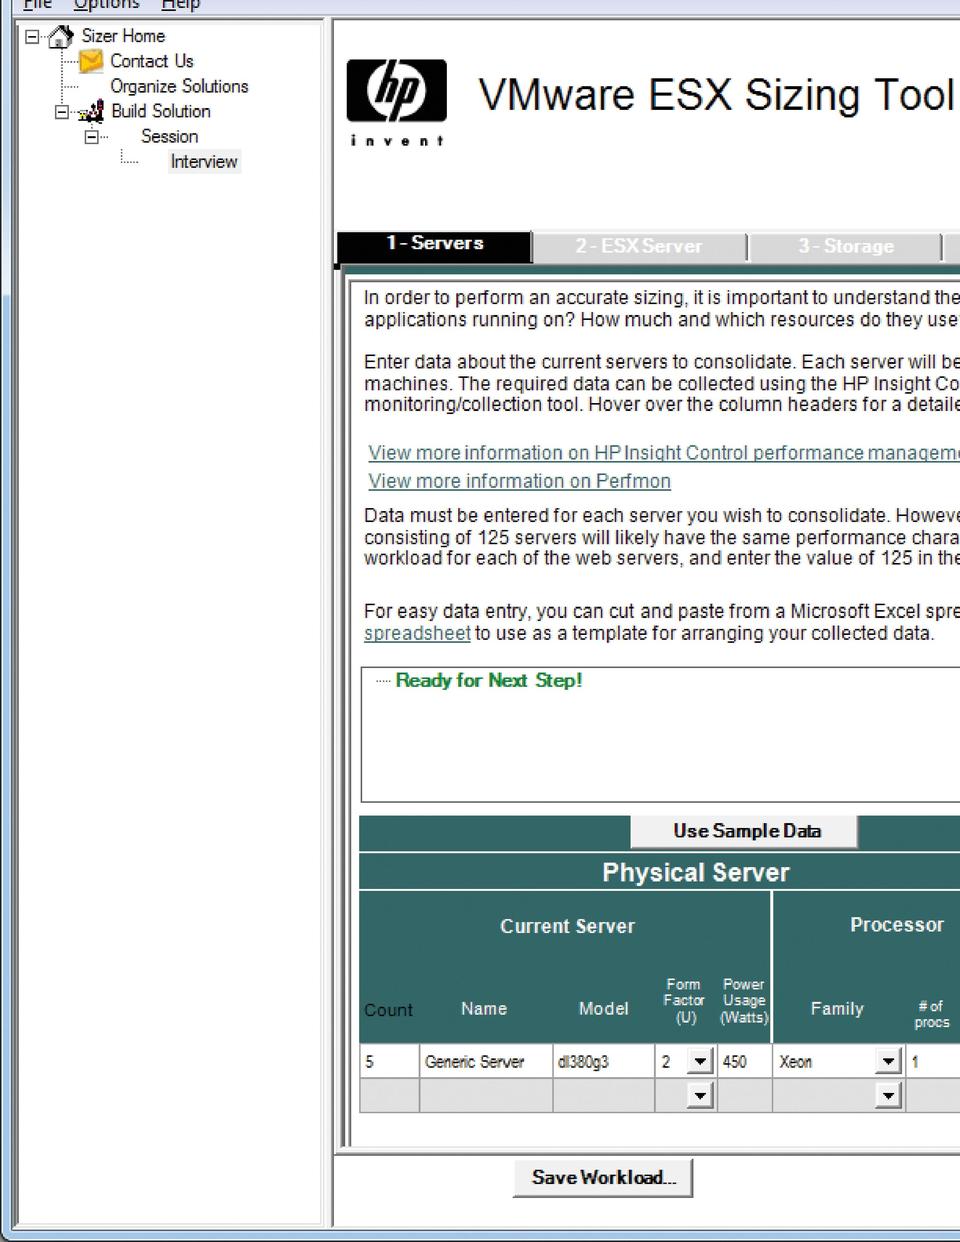 File Options Help
Sizer Home
Contact Us
Organize Solutions
Build Solution
Session
Interview
hp
invent
VMware ESX Sizing Tool
1 - Servers
2 - ESX Server
3 - Storage
In order to perform an accurate sizing, it is important to understand the
applications running on? How much and which resources do they use
Enter data about the current servers to consolidate. Each server will be
machines. The required data can be collected using the HP Insight Co
monitoring/collection tool. Hover over the column headers for a detaile
View more information on HP Insight Control performance managem
View more information on Perfmon
Data must be entered for each server you wish to consolidate. Howeve
consisting of 125 servers will likely have the same performance chara
workload for each of the web servers, and enter the value of 125 in the
For easy data entry, you can cut and paste from a Microsoft Excel spre
spreadsheet to use as a template for arranging your collected data.
Ready for Next Step!
Use Sample Data
Physical Server
Current Server
Processor
Count
Name
Model
Form
Factor
(U)
Power
Usage
(Watts)
Family
# of
procs
5 Generic Server dl380g3 2 450 Xeon 1
Save Workload...